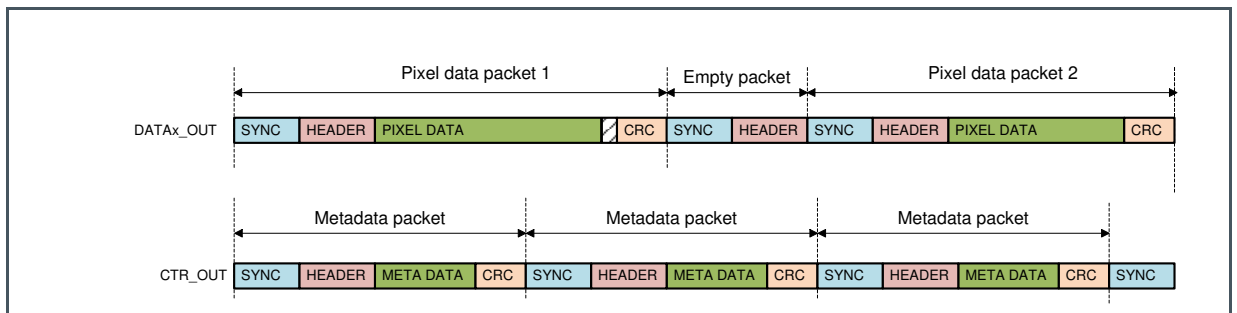 Pixel data packet 1 Empty packet Pixel data packet 2
DATAx_OUT SYNC HEADER PIXEL DATA CRC SYNC HEADER SYNC HEADER PIXEL DATA CRC
Metadata packet Metadata packet Metadata packet
CTR_OUT SYNC HEADER META DATA CRC SYNC HEADER META DATA CRC SYNC HEADER META DATA CRC SYNC